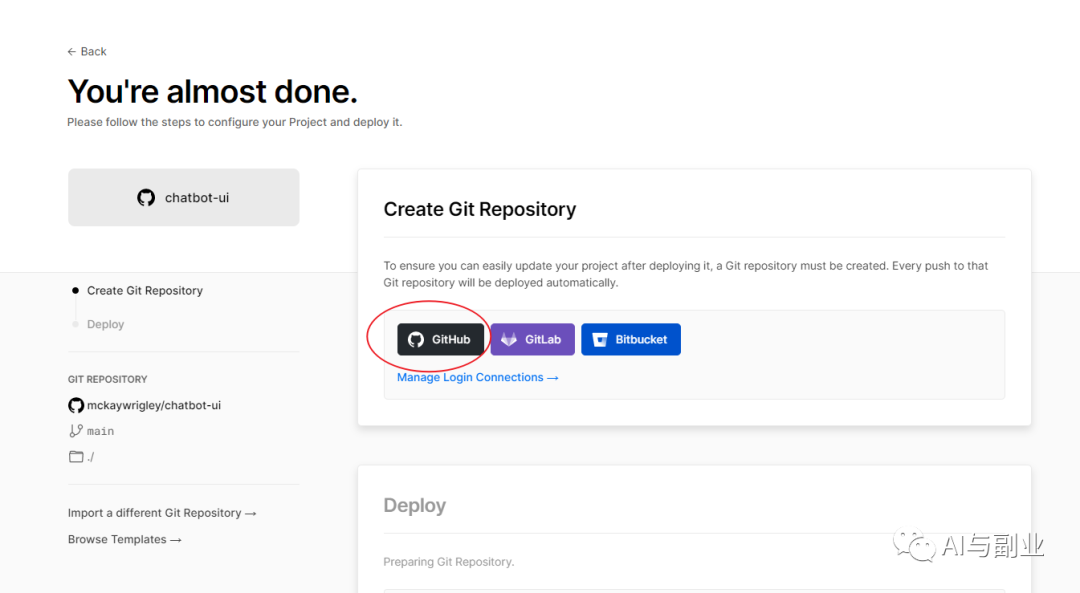 ← Back
You're almost done.
Please follow the steps to configure your Project and deploy it.
chatbot-ui
Create Git Repository
Deploy
GIT REPOSITORY
mckaywrigley/chatbot-ui
main
./
Import a different Git Repository →
Browse Templates →
Create Git Repository
To ensure you can easily update your project after deploying it, a Git repository must be created. Every push to that
Git repository will be deployed automatically.
GitHub
GitLab
Bitbucket
Manage Login Connections →
Deploy
Preparing Git Repository.
AI与副业